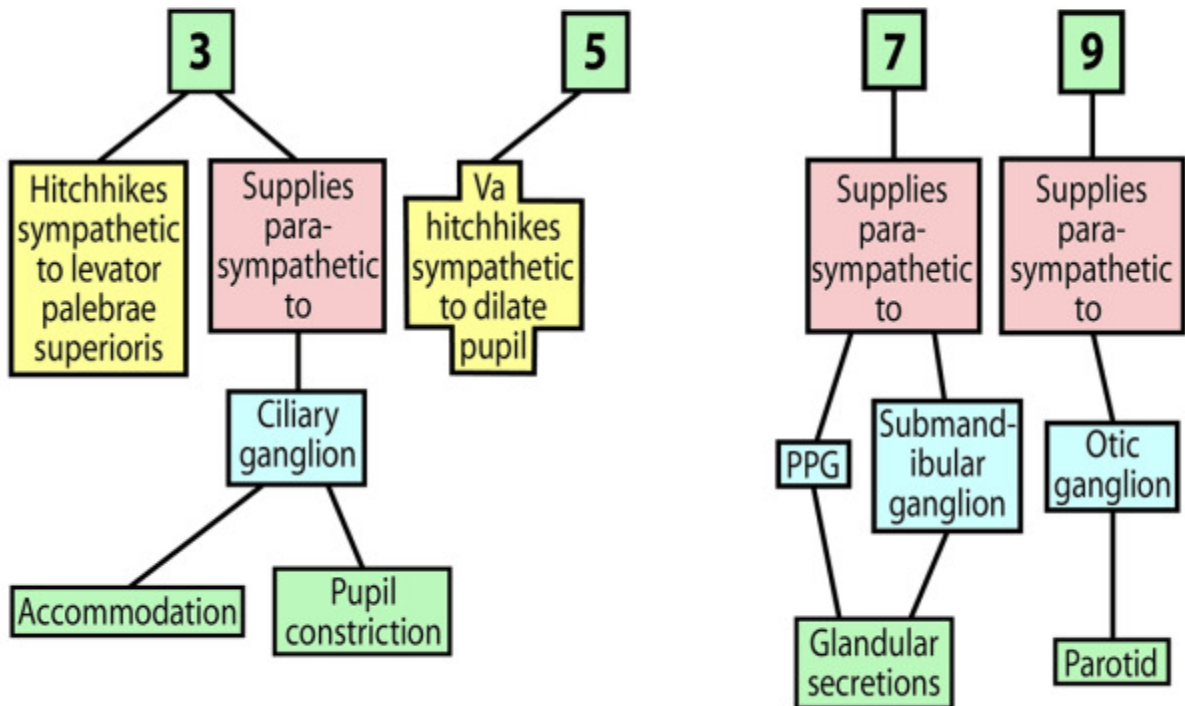 3
5
7
9
Hitchhikes
sympathetic
to levator
palebrae
superioris
Supplies
para-
sympathetic
to
Va
hitchhikes
sympathetic
to dilate
pupil
Supplies
para-
sympathetic
to
Supplies
para-
sympathetic
to
Ciliary
ganglion
PPG
Submand-
ibular
ganglion
Otic
ganglion
Accommodation
Pupil
constriction
Glandular
secretions
Parotid